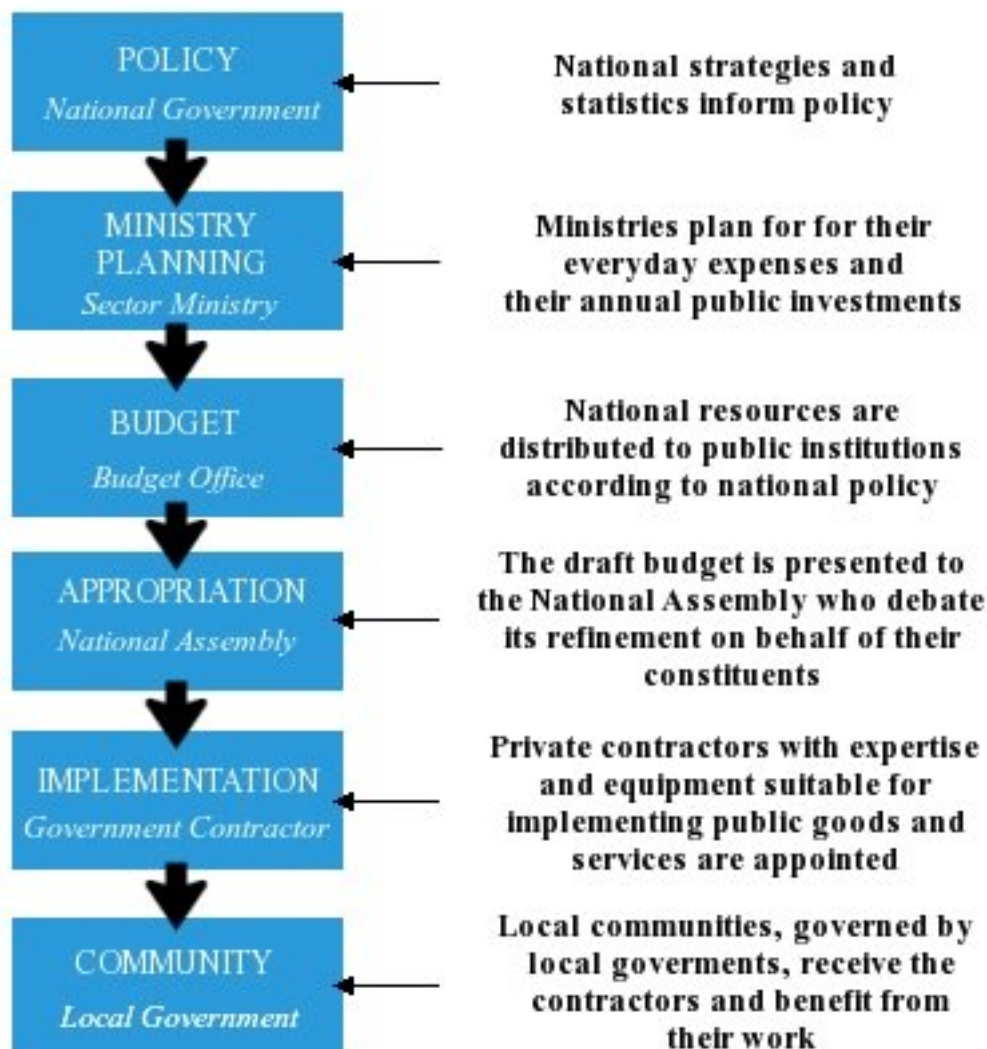 POLICY
National Government
National strategies and
statistics inform policy
MINISTRY
PLANNING
Sector Ministry
Ministries plan for for their
everyday expenses and
their annual public investments
BUDGET
Budget Office
National resources are
distributed to public institutions
according to national policy
APPROPRIATION
National Assembly
The draft budget is presented to
the National Assembly who debate
its refinement on behalf of their
constituents
IMPLEMENTATION
Government Contractor
Private contractors with expertise
and equipment suitable for
implementing public goods and
services are appointed
COMMUNITY
Local Government
Local communities, governed by
local goverments, receive the
contractors and benefit from
their work